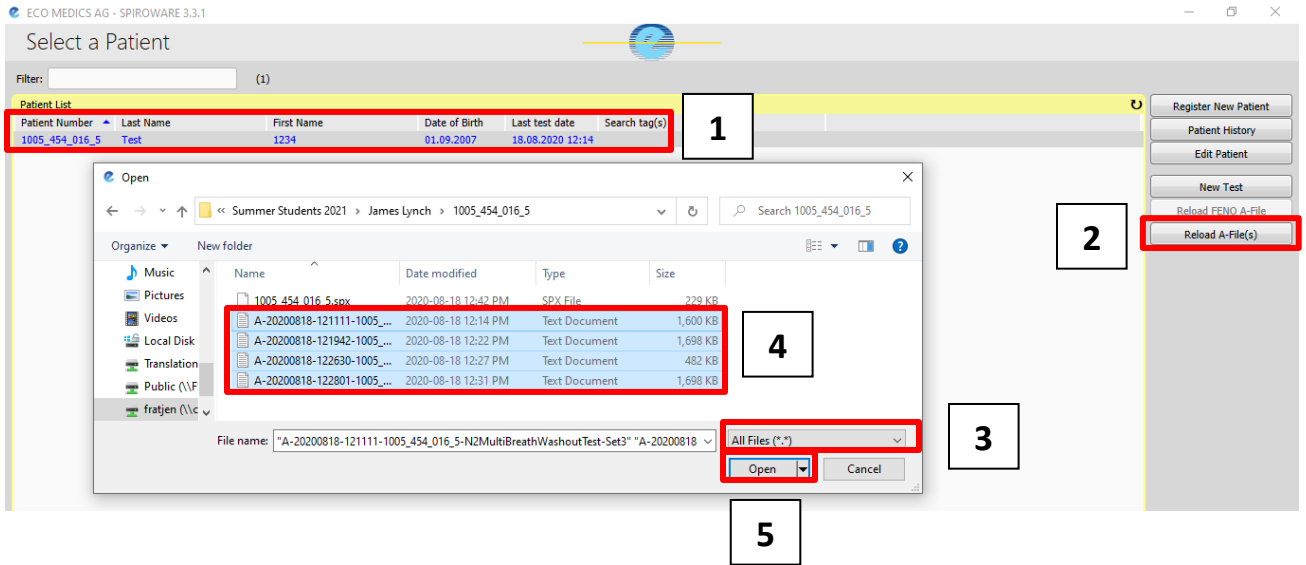 ECO MEDICS AG - SPIROWARE 3.3.1
Select a Patient
Filter: (1)
Patient List
Patient Number Last Name First Name Date of Birth Last test date Search tag(s)
1005_454_016_5 Test 1234 01.09.2007 18.08.2020 12:14
1
Register New Patient
Patient History
Edit Patient
New Test
Reload FENO A-File
Reload A-File(s)
2
Open
« Summer Students 2021 › James Lynch › 1005_454_016_5
Search 1005_454_016_5
Organize New folder
Music
Pictures
Videos
Local Disk
Translation
Public (\\F
fratjen (\\c
Name Date modified Type Size
1005_454_016_5.spx 2020-08-18 12:42 PM SPX File 229 KB
A-20200818-121111-1005_... 2020-08-18 12:14 PM Text Document 1,600 KB
A-20200818-121942-1005_... 2020-08-18 12:22 PM Text Document 1,698 KB
A-20200818-122630-1005_... 2020-08-18 12:27 PM Text Document 482 KB
A-20200818-122801-1005_... 2020-08-18 12:31 PM Text Document 1,698 KB
4
File name: "A-20200818-121111-1005_454_016_5-N2MultiBreathWashoutTest-Set3" "A-20200818
All Files (*.*)
3
Open Cancel
5